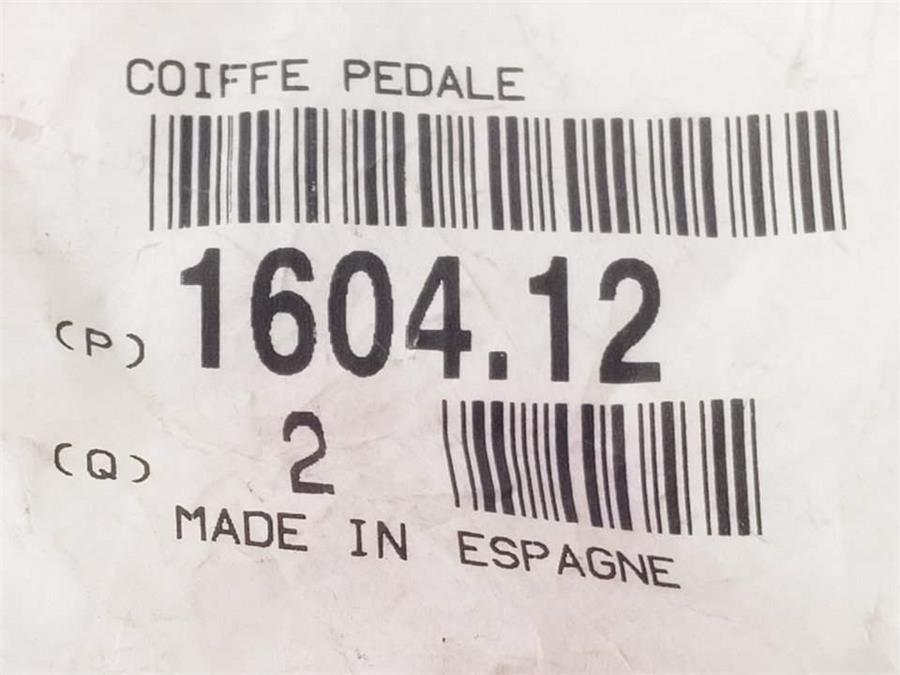 COIFFE PEDALE
(P) 1604.12
(Q) 2
MADE IN ESPAGNE